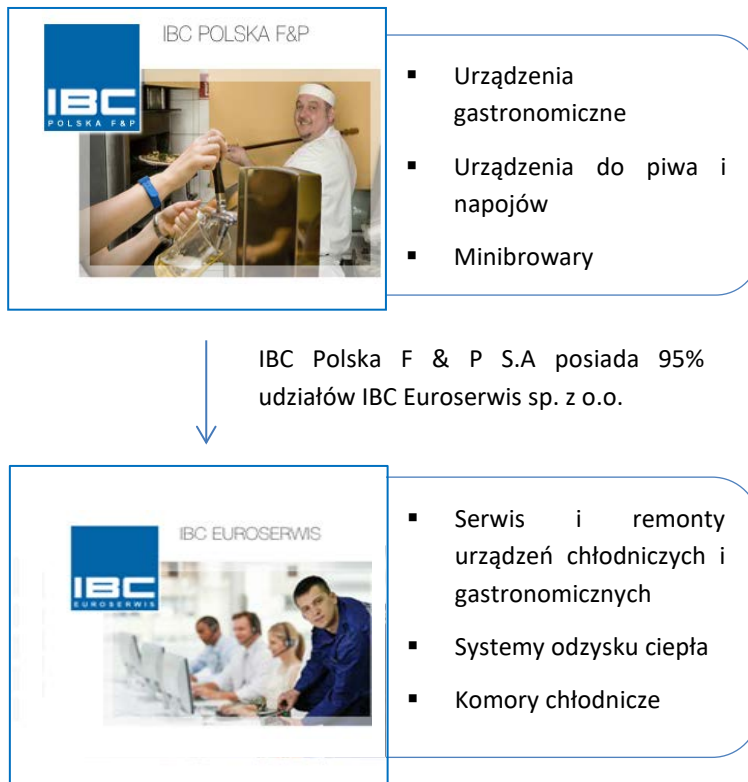 IBC POLSKA F&P
IBC
POLSKA F&P
▪ Urządzenia
gastronomiczne
▪ Urządzenia do piwa i
napojów
▪ Minibrowary
IBC Polska F & P S.A posiada 95%
udziałów IBC Euroserwis sp. z o.o.
IBC EUROSERWIS
IBC
EUROSERWIS
▪ Serwis i remonty
urządzeń chłodniczych i
gastronomicznych
▪ Systemy odzysku ciepła
▪ Komory chłodnicze